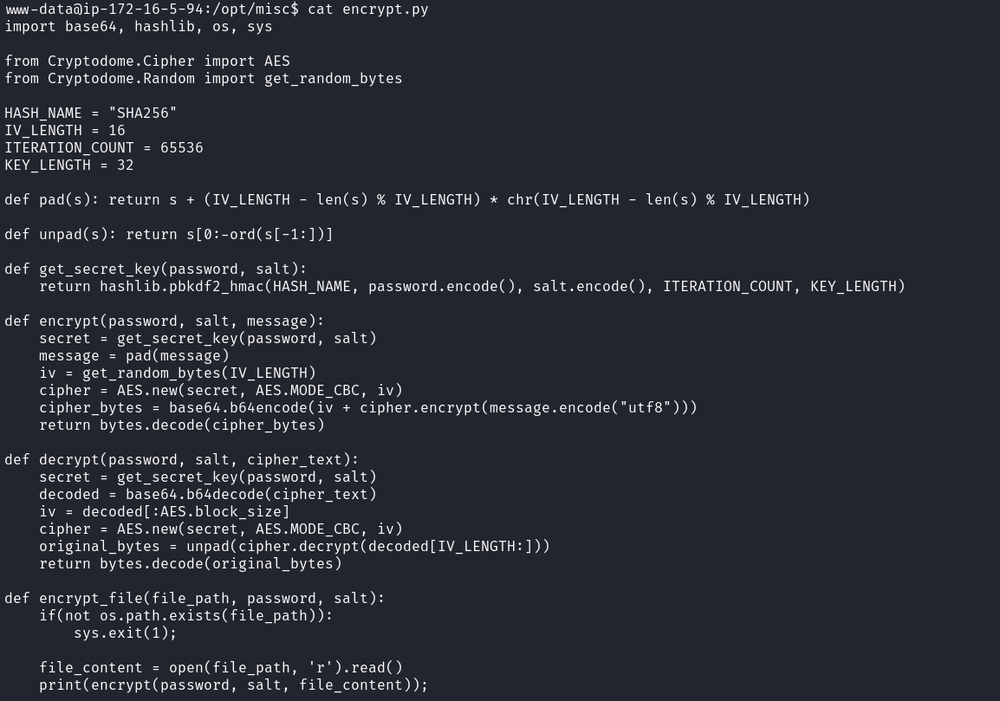 www-data@ip-172-16-5-94:/opt/misc$ cat encrypt.py
import base64, hashlib, os, sys

from Cryptodome.Cipher import AES
from Cryptodome.Random import get_random_bytes

HASH_NAME = "SHA256"
IV_LENGTH = 16
ITERATION_COUNT = 65536
KEY_LENGTH = 32

def pad(s): return s + (IV_LENGTH - len(s) % IV_LENGTH) * chr(IV_LENGTH - len(s) % IV_LENGTH)

def unpad(s): return s[0:-ord(s[-1:])]

def get_secret_key(password, salt):
    return hashlib.pbkdf2_hmac(HASH_NAME, password.encode(), salt.encode(), ITERATION_COUNT, KEY_LENGTH)

def encrypt(password, salt, message):
    secret = get_secret_key(password, salt)
    message = pad(message)
    iv = get_random_bytes(IV_LENGTH)
    cipher = AES.new(secret, AES.MODE_CBC, iv)
    cipher_bytes = base64.b64encode(iv + cipher.encrypt(message.encode("utf8")))
    return bytes.decode(cipher_bytes)

def decrypt(password, salt, cipher_text):
    secret = get_secret_key(password, salt)
    decoded = base64.b64decode(cipher_text)
    iv = decoded[:AES.block_size]
    cipher = AES.new(secret, AES.MODE_CBC, iv)
    original_bytes = unpad(cipher.decrypt(decoded[IV_LENGTH:]))
    return bytes.decode(original_bytes)

def encrypt_file(file_path, password, salt):
    if(not os.path.exists(file_path)):
        sys.exit(1);

    file_content = open(file_path, 'r').read()
    print(encrypt(password, salt, file_content));